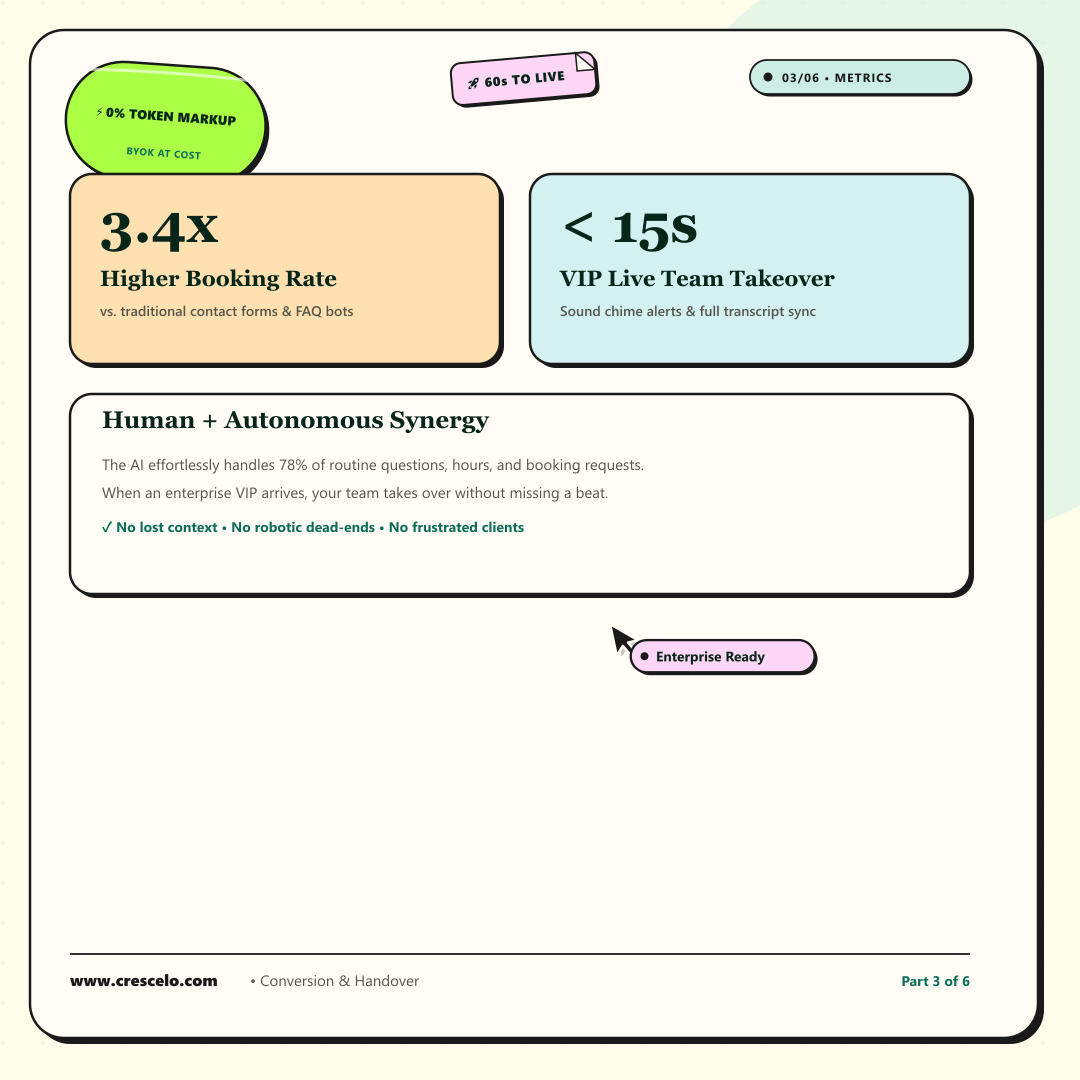 ⚡ 0% TOKEN MARKUP
BYOK AT COST
🚀 60s TO LIVE
● 03/06 • METRICS
3.4x
Higher Booking Rate
vs. traditional contact forms & FAQ bots
< 15s
VIP Live Team Takeover
Sound chime alerts & full transcript sync
Human + Autonomous Synergy
The AI effortlessly handles 78% of routine questions, hours, and booking requests.
When an enterprise VIP arrives, your team takes over without missing a beat.
✓ No lost context • No robotic dead-ends • No frustrated clients
● Enterprise Ready
www.crescelo.com • Conversion & Handover
Part 3 of 6